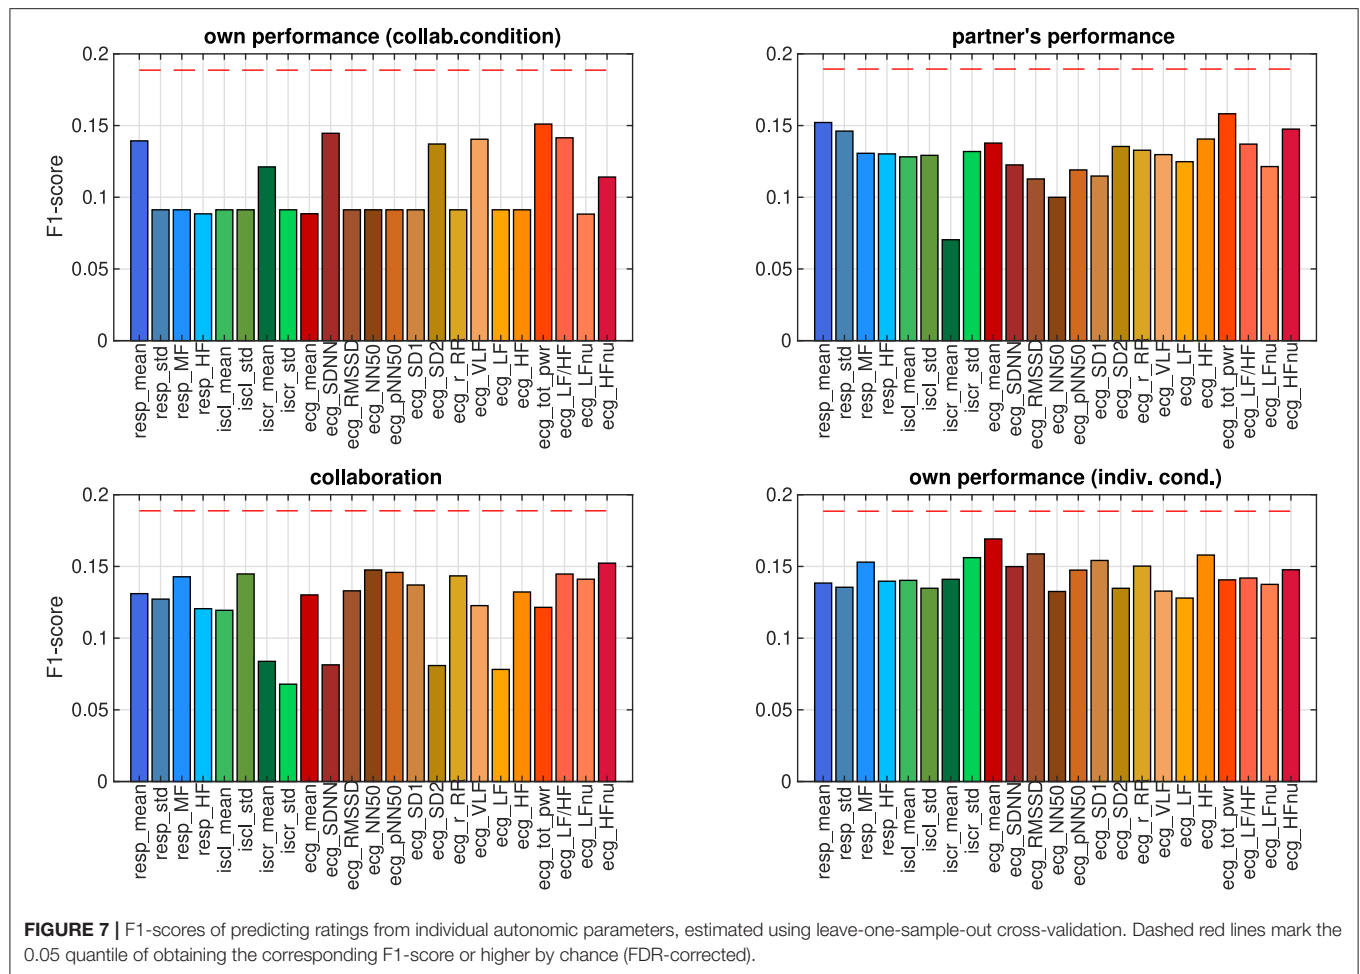 own performance (collab.condition)
0.2
0.15
0.1
0.05
0
F1-score
resp_mean
resp_std
resp_MF
resp_HF
iscl_mean
iscl_std
iscr_mean
iscr_std
ecg_mean
ecg_SDNN
ecg_RMSSD
ecg_NN50
ecg_pNN50
ecg_SD1
ecg_SD2
ecg_r_RR
ecg_VLF
ecg_LF
ecg_HF
ecg_tot_pwr
ecg_LF/HF
ecg_LFnu
ecg_HFnu
partner's performance
0.2
0.15
0.1
0.05
0
resp_mean
resp_std
resp_MF
resp_HF
iscl_mean
iscl_std
iscr_mean
iscr_std
ecg_mean
ecg_SDNN
ecg_RMSSD
ecg_NN50
ecg_pNN50
ecg_SD1
ecg_SD2
ecg_r_RR
ecg_VLF
ecg_LF
ecg_HF
ecg_tot_pwr
ecg_LF/HF
ecg_LFnu
ecg_HFnu
collaboration
0.2
0.15
0.1
0.05
0
F1-score
resp_mean
resp_std
resp_MF
resp_HF
iscl_mean
iscl_std
iscr_mean
iscr_std
ecg_mean
ecg_SDNN
ecg_RMSSD
ecg_NN50
ecg_pNN50
ecg_SD1
ecg_SD2
ecg_r_RR
ecg_VLF
ecg_LF
ecg_HF
ecg_tot_pwr
ecg_LF/HF
ecg_LFnu
ecg_HFnu
own performance (indiv. cond.)
0.2
0.15
0.1
0.05
0
resp_mean
resp_std
resp_MF
resp_HF
iscl_mean
iscl_std
iscr_mean
iscr_std
ecg_mean
ecg_SDNN
ecg_RMSSD
ecg_NN50
ecg_pNN50
ecg_SD1
ecg_SD2
ecg_r_RR
ecg_VLF
ecg_LF
ecg_HF
ecg_tot_pwr
ecg_LF/HF
ecg_LFnu
ecg_HFnu
FIGURE 7 | F1-scores of predicting ratings from individual autonomic parameters, estimated using leave-one-sample-out cross-validation. Dashed red lines mark the
0.05 quantile of obtaining the corresponding F1-score or higher by chance (FDR-corrected).